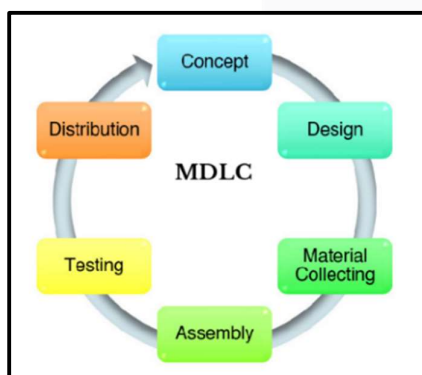 Concept
Design
Material
Collecting
Assembly
Testing
Distribution
MDLC